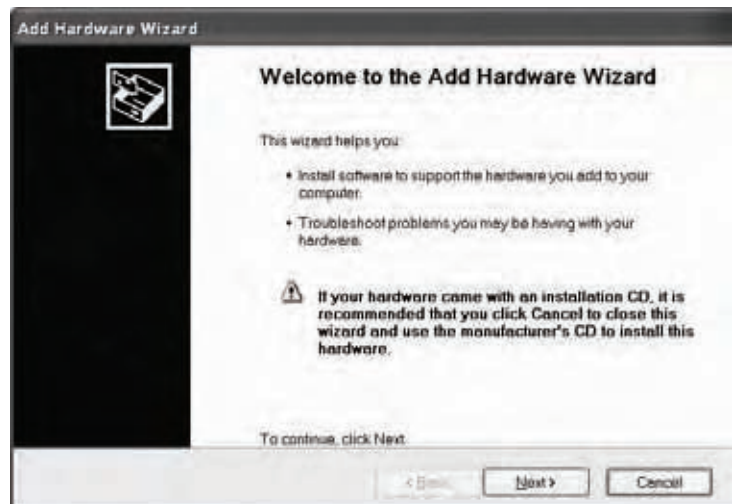 Add Hardware Wizard
Welcome to the Add Hardware Wizard
This wizard helps you:
• Install software to support the hardware you add to your
computer.
• Troubleshoot problems you may be having with your
hardware.
If your hardware came with an installation CD, it is
recommended that you click Cancel to close this
wizard and use the manufacturer's CD to install this
hardware.
To continue, click Next.
< Back
Next >
Cancel